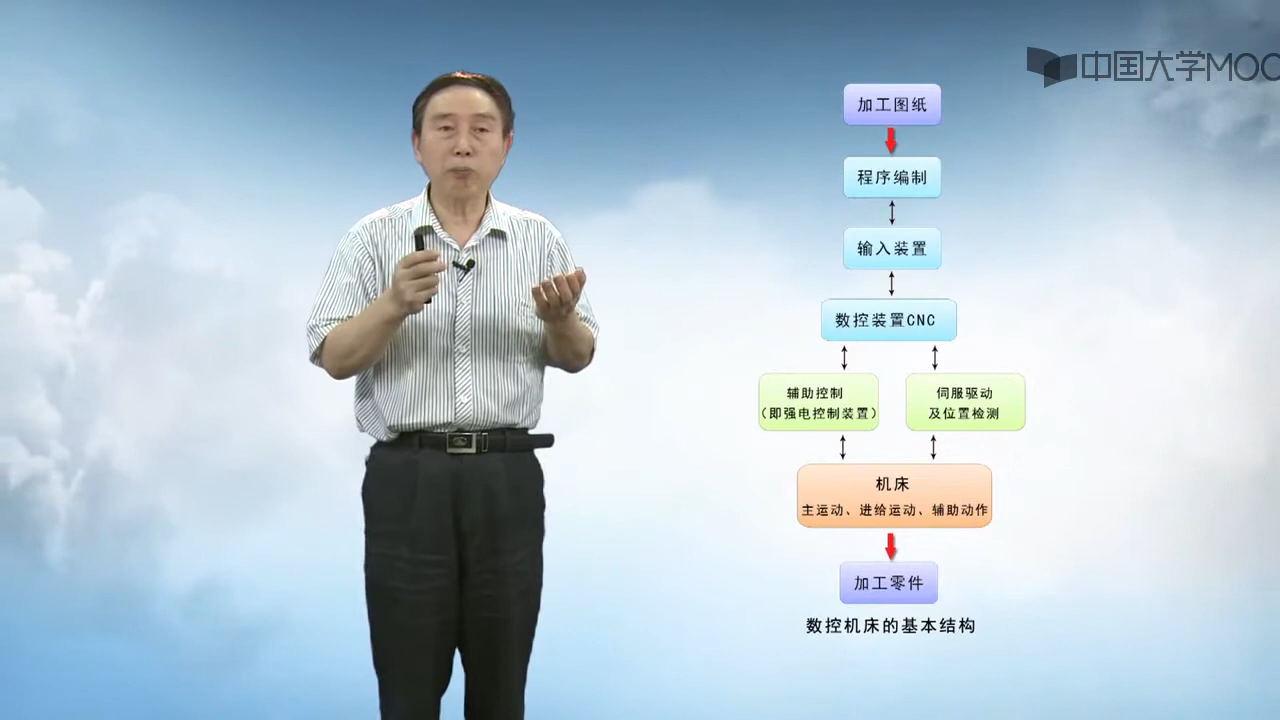 中国大学MOO
加工图纸
程序编制
输入装置
数控装置CNC
辅助控制
（即强电控制装置）
伺服驱动
及位置检测
机床
主运动、进给运动、辅助动作
加工零件
数控机床的基本结构